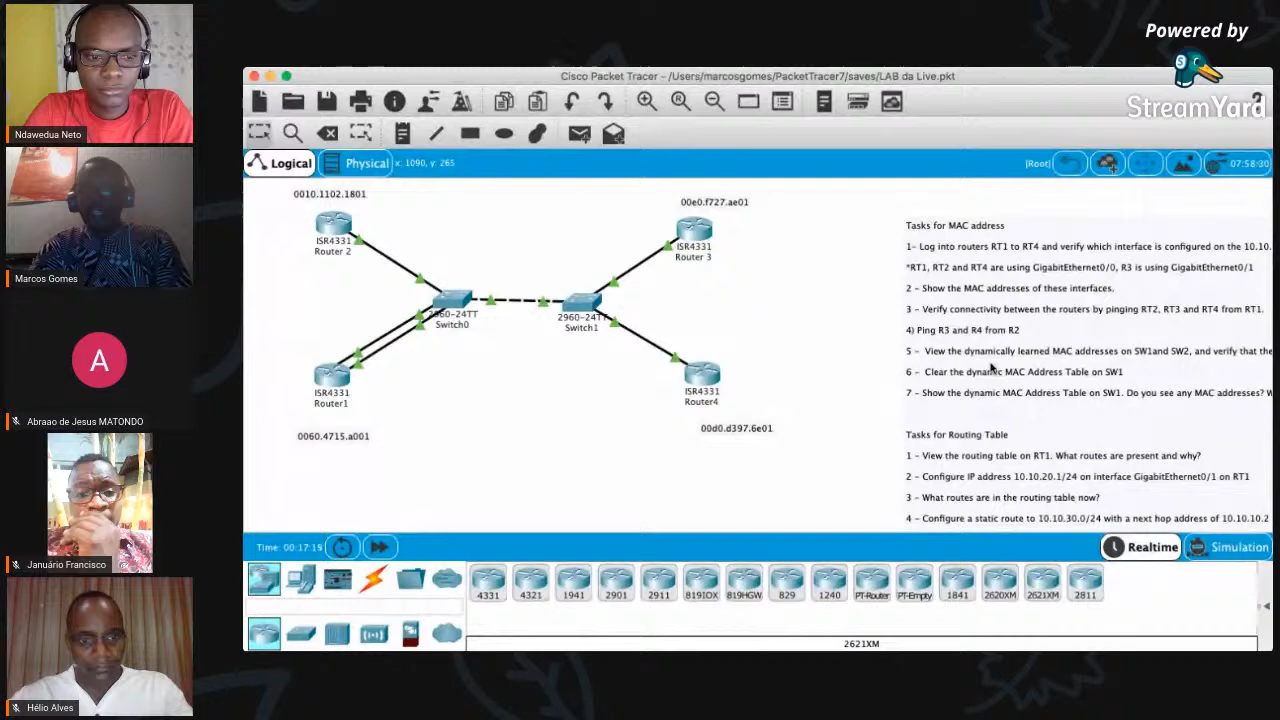 Ndawedua Neto
Marcos Gomes
A
Abraao de Jesus MATONDO
Januário Francisco
Hélio Alves
Powered by
StreamYard
Cisco Packet Tracer - /Users/marcosgomes/PacketTracer7/saves/LAB da Live.pkt
Logical
Physical
x: 1090, y: 265
[Root]
07:58:30
0010.1102.1801
ISR4331
Router 2
00e0.f727.ae01
ISR4331
Router 3
2960-24TT
Switch0
2960-24TT
Switch1
ISR4331
Router1
0060.4715.a001
ISR4331
Router4
00d0.d397.6e01
Tasks for MAC address
1- Log into routers RT1 to RT4 and verify which interface is configured on the 10.10.
*RT1, RT2 and RT4 are using GigabitEthernet0/0, R3 is using GigabitEthernet0/1
2 - Show the MAC addresses of these interfaces.
3 - Verify connectivity between the routers by pinging RT2, RT3 and RT4 from RT1.
4) Ping R3 and R4 from R2
5 - View the dynamically learned MAC addresses on SW1and SW2, and verify that the
6 - Clear the dynamic MAC Address Table on SW1
7 - Show the dynamic MAC Address Table on SW1. Do you see any MAC addresses? W
Tasks for Routing Table
1 - View the routing table on RT1. What routes are present and why?
2 - Configure IP address 10.10.20.1/24 on interface GigabitEthernet0/1 on RT1
3 - What routes are in the routing table now?
4 - Configure a static route to 10.10.30.0/24 with a next hop address of 10.10.10.2
Time: 00:17:19
Realtime
Simulation
4331
4321
1941
2901
2911
819IOX
819HGW
829
1240
PT-Router
PT-Empty
1841
2620XM
2621XM
2811
2621XM